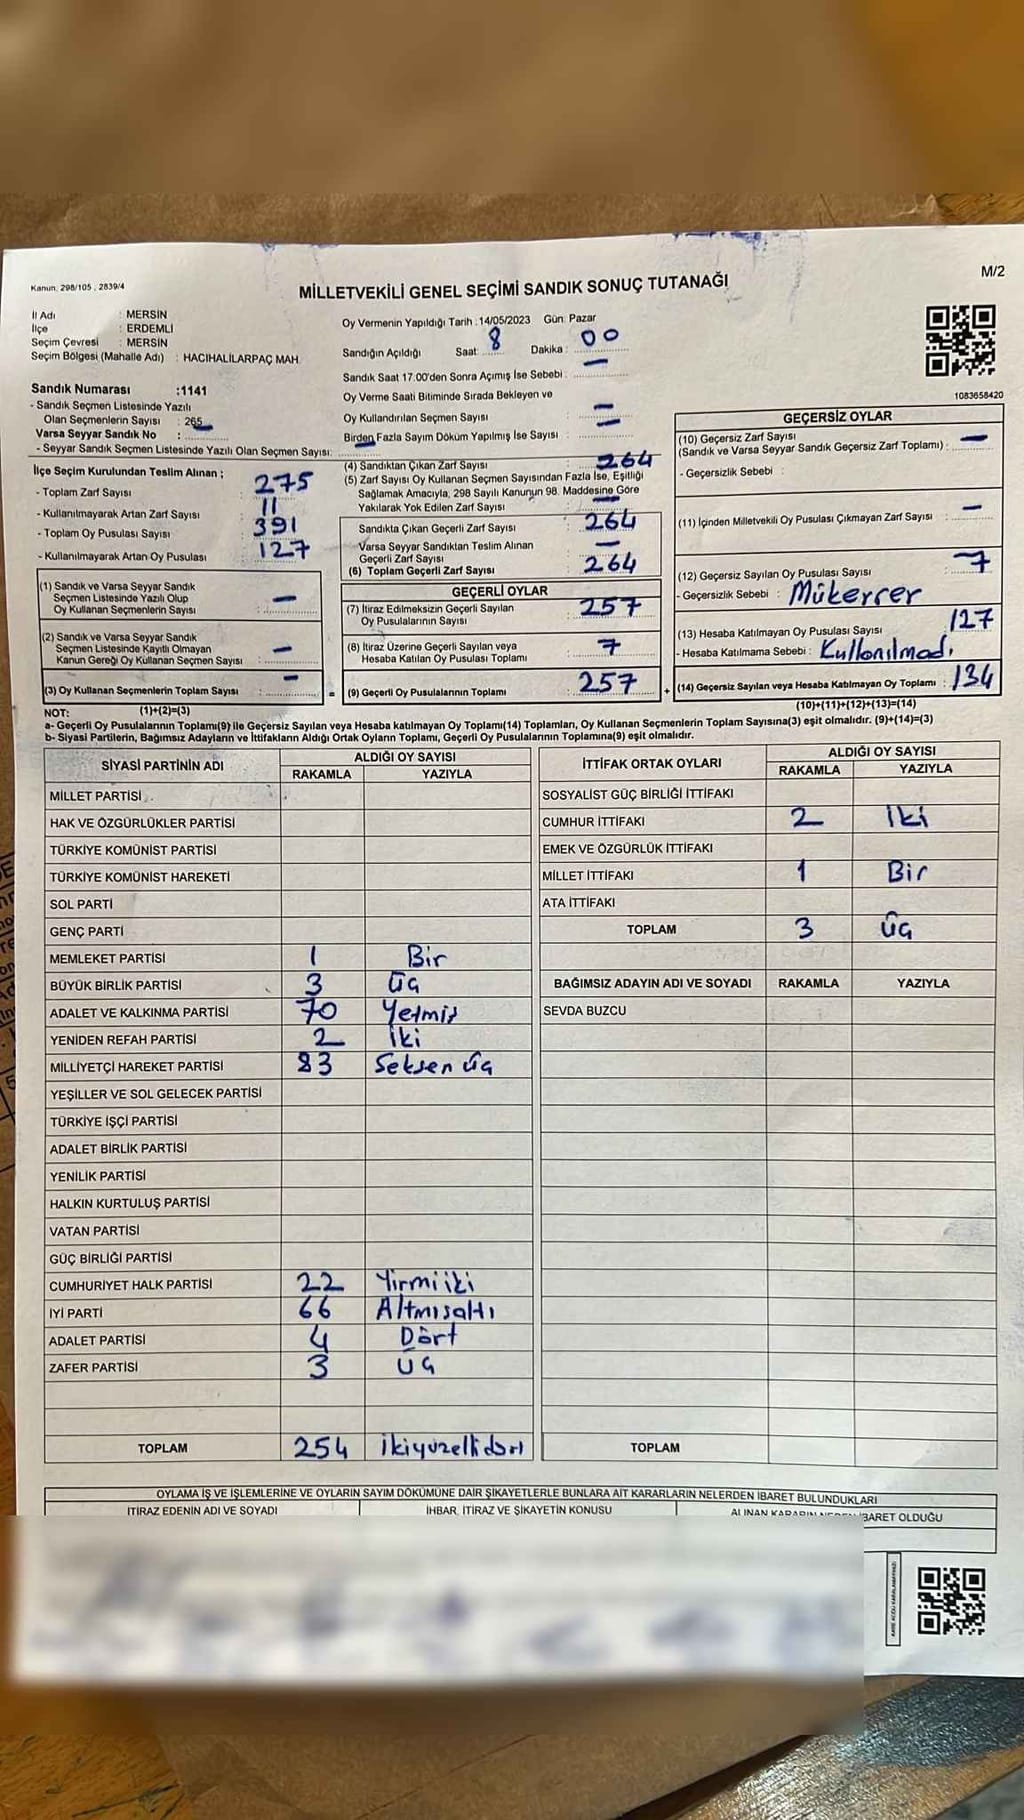 M/2
Kanun: 298/105 , 2839/4
MİLLETVEKİLİ GENEL SEÇİMİ SANDIK SONUÇ TUTANAĞI
İl Adı : MERSİN
İlçe : ERDEMLİ
Seçim Çevresi : MERSİN
Seçim Bölgesi (Mahalle Adı) : HACIHALİLARPAÇ MAH.
Sandık Numarası :1141
- Sandık Seçmen Listesinde Yazılı
Olan Seçmenlerin Sayısı : 265
Varsa Seyyar Sandık No :
- Seyyar Sandık Seçmen Listesinde Yazılı Olan Seçmen Sayısı: —
Oy Vermenin Yapıldığı Tarih :14/05/2023 Gün: Pazar
Sandığın Açıldığı Saat: 8 Dakika : 00
Sandık Saat 17.00'den Sonra Açımış İse Sebebi : —
Oy Verme Saati Bitiminde Sırada Bekleyen ve
Oy Kullandırılan Seçmen Sayısı : —
Birden Fazla Sayım Döküm Yapılmış İse Sayısı : —
1083658420
İlçe Seçim Kurulundan Teslim Alınan ;
- Toplam Zarf Sayısı 275
- Kullanılmayarak Artan Zarf Sayısı 11
- Toplam Oy Pusulası Sayısı 391
- Kullanılmayarak Artan Oy Pusulası 127
(1) Sandık ve Varsa Seyyar Sandık
Seçmen Listesinde Yazılı Olup
Oy Kullanan Seçmenlerin Sayısı : —
(2) Sandık ve Varsa Seyyar Sandık
Seçmen Listesinde Kayıtlı Olmayan
Kanun Gereği Oy Kullanan Seçmen Sayısı : —
(3) Oy Kullanan Seçmenlerin Toplam Sayısı : —
(1)+(2)=(3)
(4) Sandıktan Çıkan Zarf Sayısı : 264
(5) Zarf Sayısı Oy Kullanan Seçmen Sayısından Fazla İse, Eşitliği
Sağlamak Amacıyla, 298 Sayılı Kanunun 98. Maddesine Göre
Yakılarak Yok Edilen Zarf Sayısı : —
Sandıkta Çıkan Geçerli Zarf Sayısı : 264
Varsa Seyyar Sandıktan Teslim Alınan
Geçerli Zarf Sayısı : —
(6) Toplam Geçerli Zarf Sayısı : 264
GEÇERLİ OYLAR
(7) İtiraz Edilmeksizin Geçerli Sayılan
Oy Pusulalarının Sayısı : 257
(8) İtiraz Üzerine Geçerli Sayılan veya
Hesaba Katılan Oy Pusulası Toplamı : 7
= (9) Geçerli Oy Pusulalarının Toplamı : 257 +
GEÇERSİZ OYLAR
(10) Geçersiz Zarf Sayısı
(Sandık ve Varsa Seyyar Sandık Geçersiz Zarf Toplamı) : —
- Geçersizlik Sebebi :
(11) İçinden Milletvekili Oy Pusulası Çıkmayan Zarf Sayısı : —
(12) Geçersiz Sayılan Oy Pusulası Sayısı : 7
- Geçersizlik Sebebi : Mükerrer
(13) Hesaba Katılmayan Oy Pusulası Sayısı : 127
- Hesaba Katılmama Sebebi : Kullanılmadı
(14) Geçersiz Sayılan veya Hesaba Katılmayan Oy Toplamı : 134
(10)+(11)+(12)+(13)=(14)
NOT:
a- Geçerli Oy Pusulalarının Toplamı(9) ile Geçersiz Sayılan veya Hesaba katılmayan Oy Toplamı(14) Toplamları, Oy Kullanan Seçmenlerin Toplam Sayısına(3) eşit olmalıdır. (9)+(14)=(3)
b- Siyasi Partilerin, Bağımsız Adayların ve İttifakların Aldığı Ortak Oyların Toplamı, Geçerli Oy Pusulalarının Toplamına(9) eşit olmalıdır.
SİYASİ PARTİNİN ADI ALDIĞI OY SAYISI
RAKAMLA YAZIYLA
MİLLET PARTİSİ
HAK VE ÖZGÜRLÜKLER PARTİSİ
TÜRKİYE KOMÜNİST PARTİSİ
TÜRKİYE KOMÜNİST HAREKETİ
SOL PARTİ
GENÇ PARTİ
MEMLEKET PARTİSİ 1 Bir
BÜYÜK BİRLİK PARTİSİ 3 Üç
ADALET VE KALKINMA PARTİSİ 70 Yetmiş
YENİDEN REFAH PARTİSİ 2 İki
MİLLİYETÇİ HAREKET PARTİSİ 83 Seksen üç
YEŞİLLER VE SOL GELECEK PARTİSİ
TÜRKİYE İŞÇİ PARTİSİ
ADALET BİRLİK PARTİSİ
YENİLİK PARTİSİ
HALKIN KURTULUŞ PARTİSİ
VATAN PARTİSİ
GÜÇ BİRLİĞİ PARTİSİ
CUMHURİYET HALK PARTİSİ 22 Yirmi iki
İYİ PARTİ 66 Altmışaltı
ADALET PARTİSİ 4 Dört
ZAFER PARTİSİ 3 Üç
TOPLAM 254 İkiyüzellidört
İTTİFAK ORTAK OYLARI ALDIĞI OY SAYISI
RAKAMLA YAZIYLA
SOSYALİST GÜÇ BİRLİĞİ İTTİFAKI
CUMHUR İTTİFAKI 2 İki
EMEK VE ÖZGÜRLÜK İTTİFAKI
MİLLET İTTİFAKI 1 Bir
ATA İTTİFAKI
TOPLAM 3 Üç
BAĞIMSIZ ADAYIN ADI VE SOYADI RAKAMLA YAZIYLA
SEVDA BUZCU
TOPLAM
OYLAMA İŞ VE İŞLEMLERİNE VE OYLARIN SAYIM DÖKÜMÜNE DAİR ŞİKAYETLERLE BUNLARA AİT KARARLARIN NELERDEN İBARET BULUNDUKLARI
İTİRAZ EDENİN ADI VE SOYADI İHBAR, İTİRAZ VE ŞİKAYETİN KONUSU ALINAN KARARIN NEDEN İBARET OLDUĞU